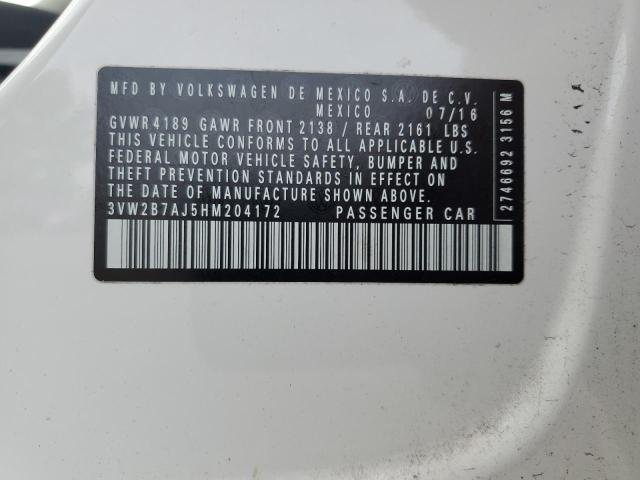 MFD BY VOLKSWAGEN DE MEXICO S.A. DE C.V.
MEXICO 07/16
GVWR 4189 GAWR FRONT 2138 / REAR 2161 LBS
THIS VEHICLE CONFORMS TO ALL APPLICABLE U.S.
FEDERAL MOTOR VEHICLE SAFETY, BUMPER AND
THEFT PREVENTION STANDARDS IN EFFECT ON THE
DATE OF MANUFACTURE SHOWN ABOVE.
3VW2B7AJ5HM204172 PASSENGER CAR
2746692 3156 M